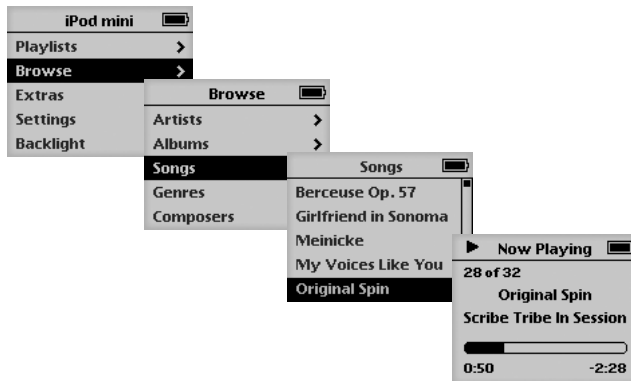 iPod mini
Playlists
Browse
Extras
Settings
Backlight
Browse
Artists
Albums
Songs
Genres
Composers
Songs
Berceuse Op. 57
Girlfriend in Sonoma
Meinicke
My Voices Like You
Original Spin
Now Playing
28 of 32
Original Spin
Scribe Tribe In Session
0:50 -2:28